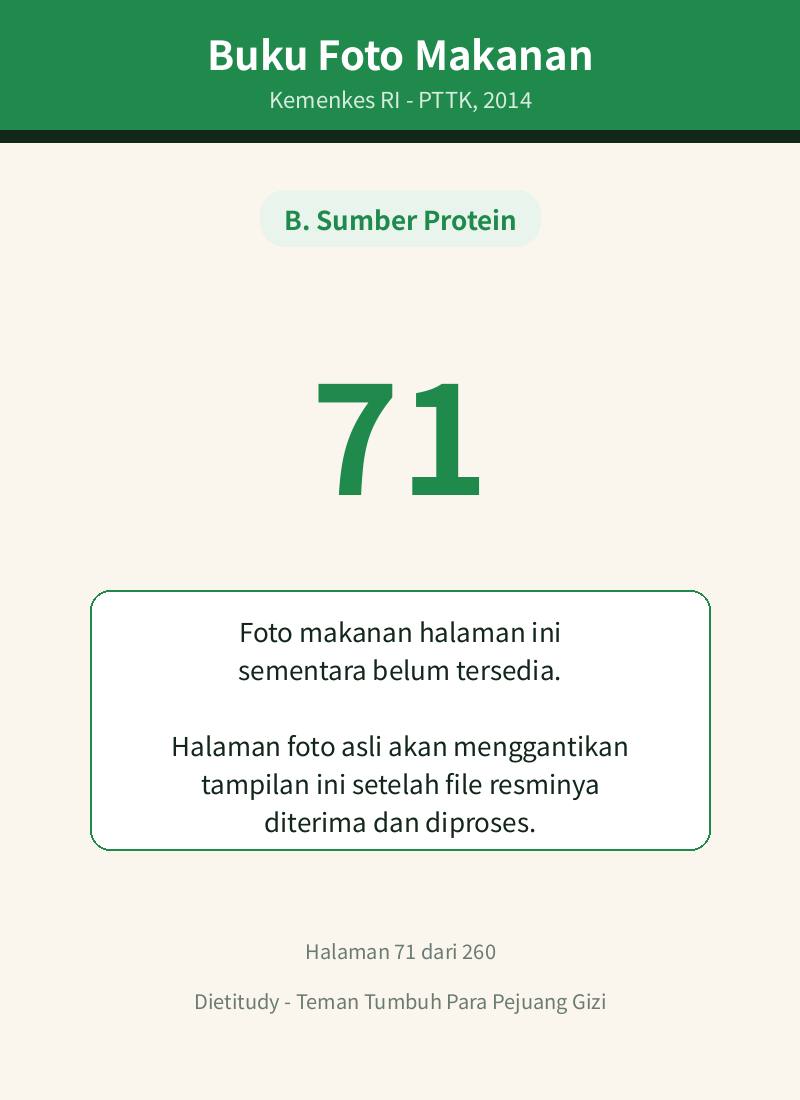 Buku Foto Makanan
Kemenkes RI - PTTK, 2014
B. Sumber Protein
71
Foto makanan halaman ini
sementara belum tersedia.
Halaman foto asli akan menggantikan
tampilan ini setelah file resminya
diterima dan diproses.
Halaman 71 dari 260
Dietitudy - Teman Tumbuh Para Pejuang Gizi